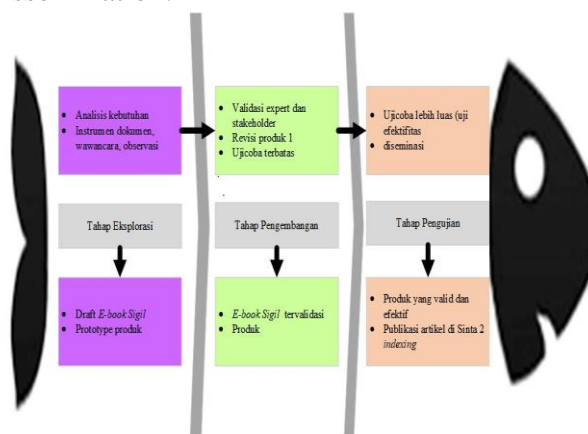 • Analisis kebutuhan
• Instrumen dokumen,
wawancara, observasi
• Validasi expert dan
stakeholder
• Revisi produk 1
• Ujicoba terbatas
• Ujicoba lebih luas (uji
efektifitas
• diseminasi
Tahap Eksplorasi
Tahap Pengembangan
Tahap Pengujian
• Draft E-book Sigil
• Prototype produk
• E-book Sigil tervalidasi
• Produk
• Produk yang valid dan
efektif
• Publikasi artikel di Sinta 2
indexing